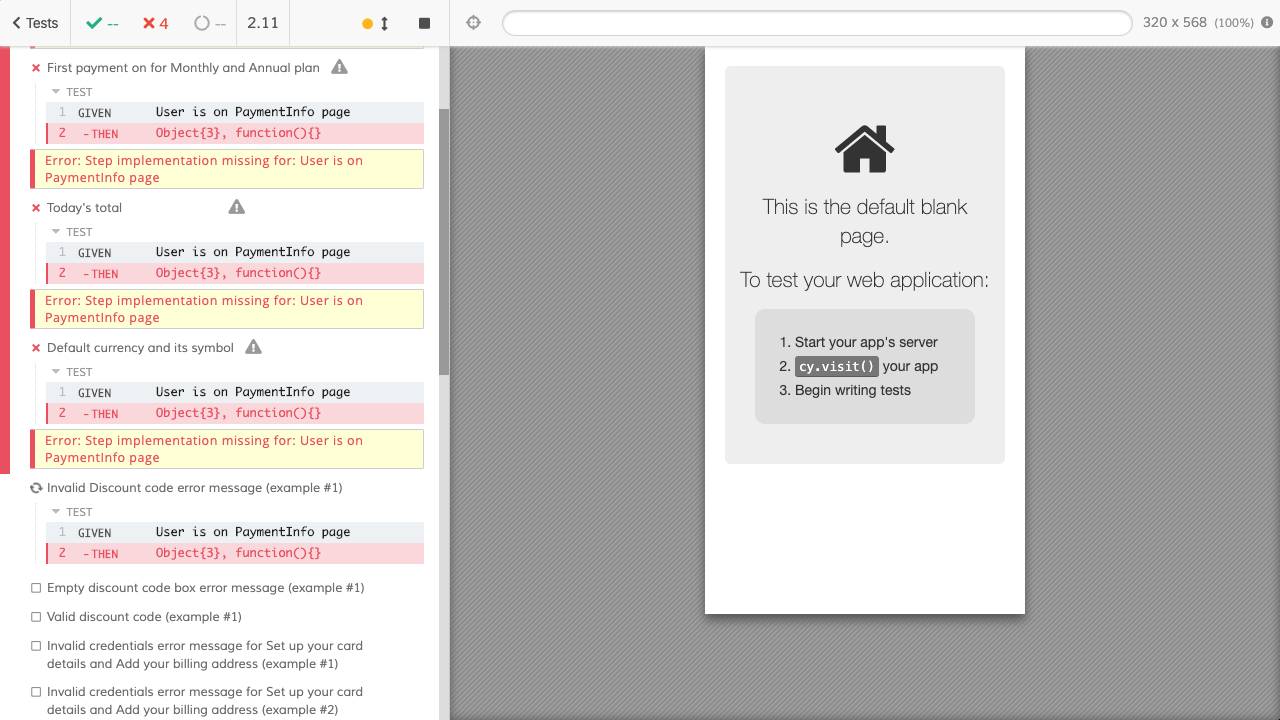 Tests -- 4 -- 2.11 320 x 568 (100%)
First payment on for Monthly and Annual plan
TEST
1 GIVEN User is on PaymentInfo page
2 -THEN Object{3}, function(){}
Error: Step implementation missing for: User is on
PaymentInfo page
Today's total
TEST
1 GIVEN User is on PaymentInfo page
2 -THEN Object{3}, function(){}
Error: Step implementation missing for: User is on
PaymentInfo page
Default currency and its symbol
TEST
1 GIVEN User is on PaymentInfo page
2 -THEN Object{3}, function(){}
Error: Step implementation missing for: User is on
PaymentInfo page
Invalid Discount code error message (example #1)
TEST
1 GIVEN User is on PaymentInfo page
2 -THEN Object{3}, function(){}
Empty discount code box error message (example #1)
Valid discount code (example #1)
Invalid credentials error message for Set up your card
details and Add your billing address (example #1)
Invalid credentials error message for Set up your card
details and Add your billing address (example #2)
This is the default blank
page.
To test your web application:
1. Start your app's server
2. cy.visit() your app
3. Begin writing tests